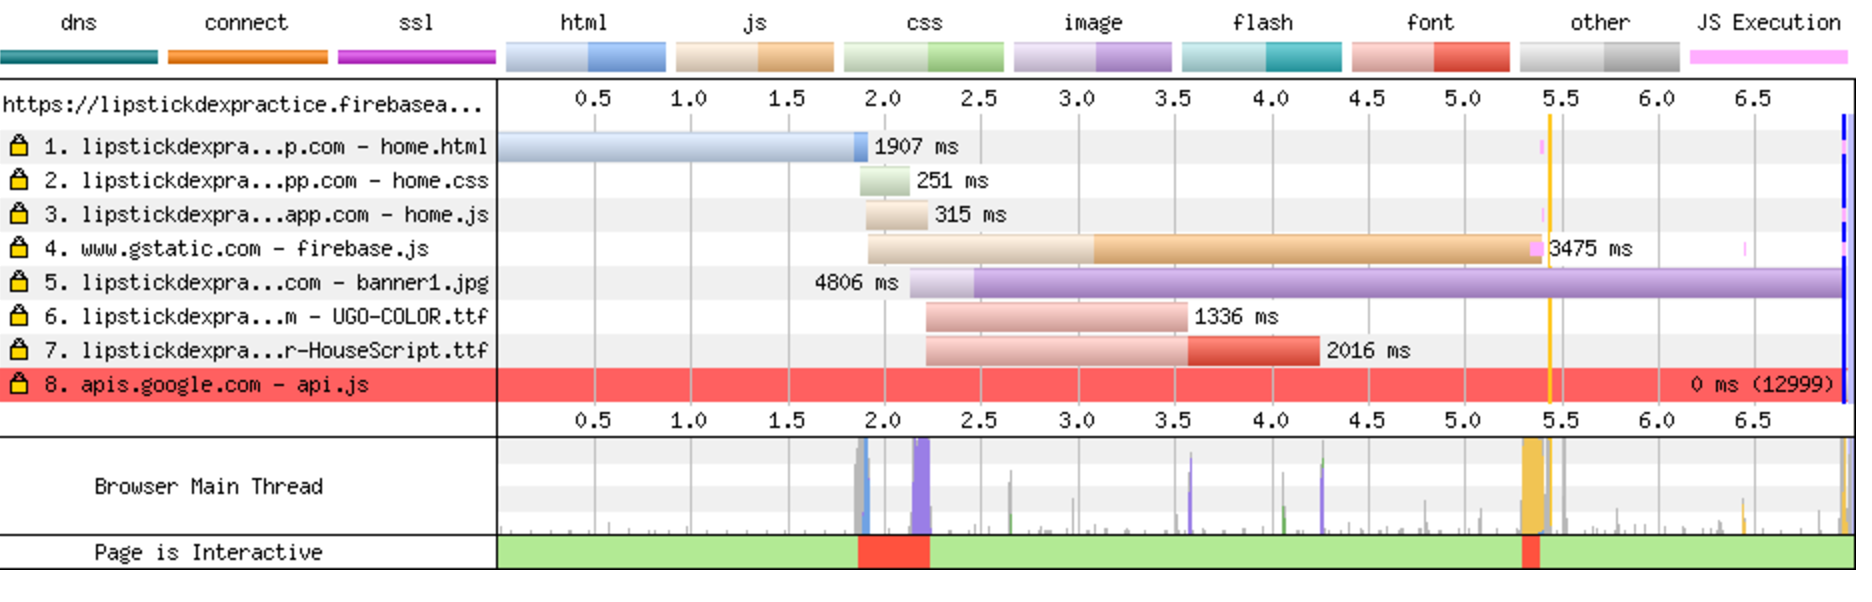 dns connect ssl html js css image flash font other JS Execution
https://lipstickdexpractice.firebasea... 0.5 1.0 1.5 2.0 2.5 3.0 3.5 4.0 4.5 5.0 5.5 6.0 6.5
1. lipstickdexpra...p.com - home.html 1907 ms
2. lipstickdexpra...pp.com - home.css 251 ms
3. lipstickdexpra...app.com - home.js 315 ms
4. www.gstatic.com - firebase.js 3475 ms
5. lipstickdexpra...com - banner1.jpg 4806 ms
6. lipstickdexpra...m - UGO-COLOR.ttf 1336 ms
7. lipstickdexpra...r-HouseScript.ttf 2016 ms
8. apis.google.com - api.js 0 ms (12999)
0.5 1.0 1.5 2.0 2.5 3.0 3.5 4.0 4.5 5.0 5.5 6.0 6.5
Browser Main Thread
Page is Interactive